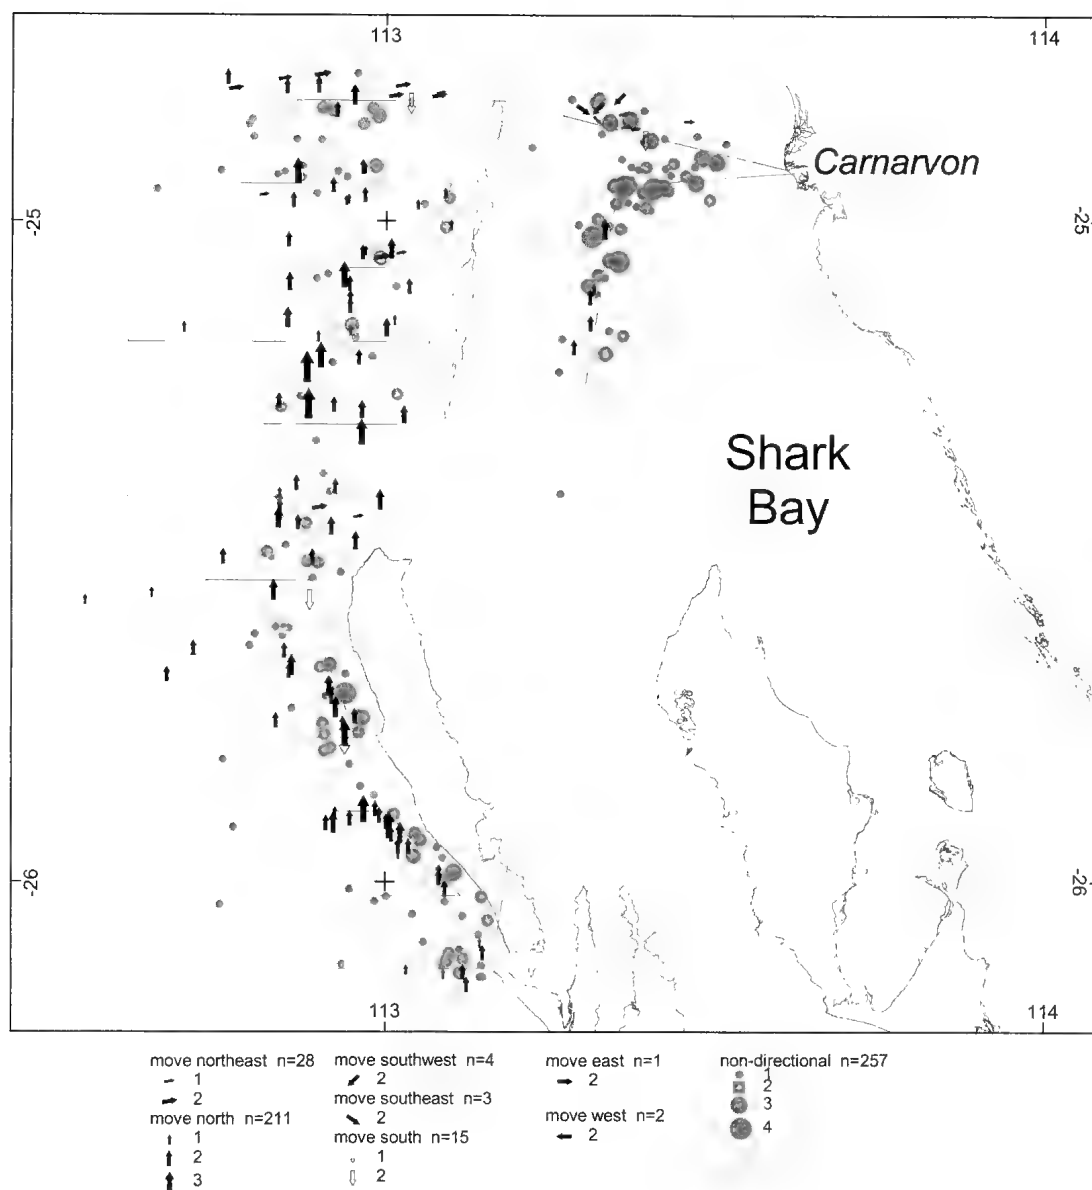 113 114
Carnarvon
-25 -25
Shark
Bay
-26 -26
113 114
move northeast n=28
1
2
move north n=211
1
2
3
move southwest n=4
2
move southeast n=3
2
move south n=15
1
2
move east n=1
2
move west n=2
2
non-directional n=257
1
2
3
4